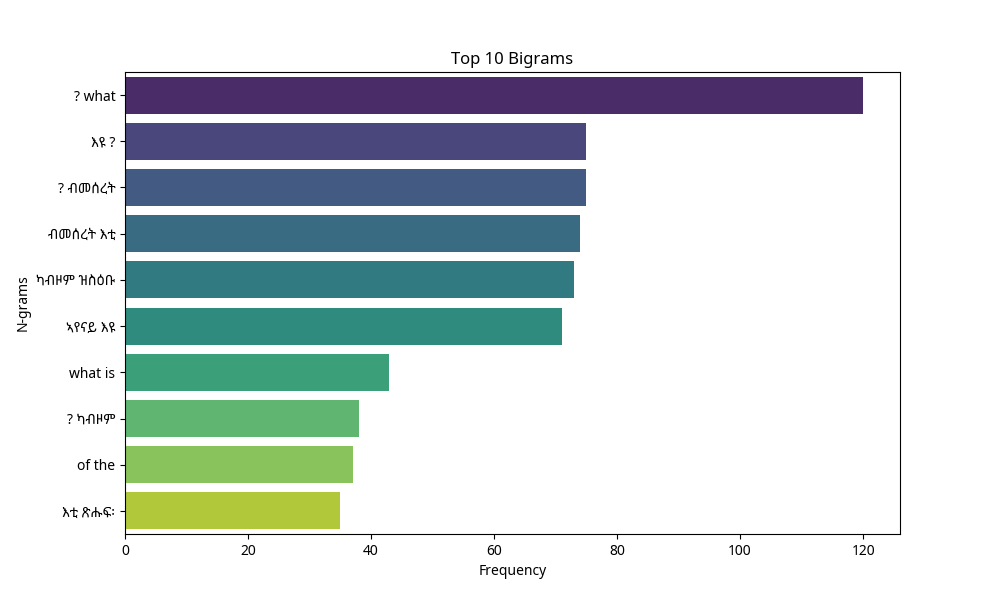 Top 10 Bigrams
? what
እዩ ?
? ብመሰረት
ብመሰረት እቲ
ካብዞም ዝስዕቡ
ኣየናይ እዩ
what is
? ካብዞም
of the
እቲ ጽሑፍ፡
N-grams
0 20 40 60 80 100 120
Frequency